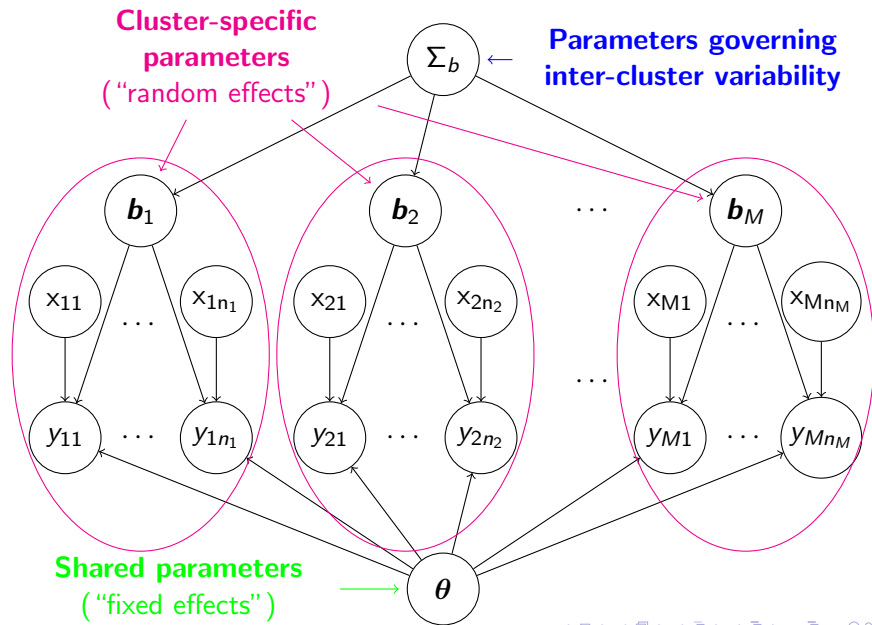 Cluster-specific
parameters
(“random effects”)
Σ_b
Parameters governing
inter-cluster variability
b_1
b_2
···
b_M
x_11
···
x_1n_1
x_21
···
x_2n_2
x_M1
···
x_Mn_M
···
y_11
···
y_1n_1
y_21
···
y_2n_2
y_M1
···
y_Mn_M
Shared parameters
(“fixed effects”)
θ